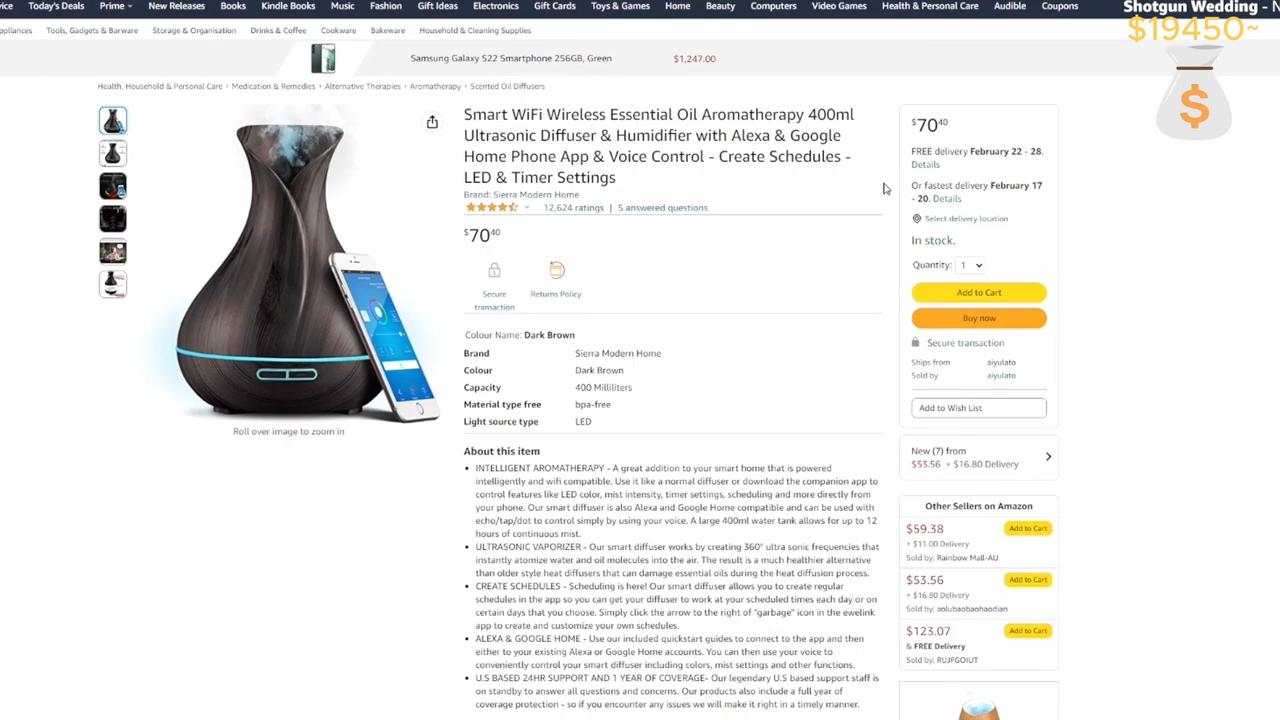 vice Today's Deals Prime New Releases Books Kindle Books Music Fashion Gift Ideas Electronics Gift Cards Toys & Games Home Beauty Computers Video Games Health & Personal Care Audible Coupons
Shotgun Wedding - N
$19450~
$
ppliances Tools, Gadgets & Barware Storage & Organisation Drinks & Coffee Cookware Bakeware Household & Cleaning Supplies
Samsung Galaxy S22 Smartphone 256GB, Green $1,247.00
Health, Household & Personal Care › Medication & Remedies › Alternative Therapies › Aromatherapy › Scented Oil Diffusers
Roll over image to zoom in
Smart WiFi Wireless Essential Oil Aromatherapy 400ml
Ultrasonic Diffuser & Humidifier with Alexa & Google
Home Phone App & Voice Control - Create Schedules -
LED & Timer Settings
Brand: Sierra Modern Home
12,624 ratings | 5 answered questions
$70 40
Secure
transaction
Returns Policy
Colour Name: Dark Brown
Brand Sierra Modern Home
Colour Dark Brown
Capacity 400 Milliliters
Material type free bpa-free
Light source type LED
About this item
• INTELLIGENT AROMATHERAPY - A great addition to your smart home that is powered
intelligently and wifi compatible. Use it like a normal diffuser or download the companion app to
control features like LED color, mist intensity, timer settings, scheduling and more directly from
your phone. Our smart diffuser is also Alexa and Google Home compatible and can be used with
echo/tap/dot to control simply by using your voice. A large 400ml water tank allows for up to 12
hours of continuous mist.
• ULTRASONIC VAPORIZER - Our smart diffuser works by creating 360° ultra sonic frequencies that
instantly atomize water and oil molecules into the air. The result is a much healthier alternative
than older style heat diffusers that can damage essential oils during the heat diffusion process.
• CREATE SCHEDULES - Scheduling is here! Our smart diffuser allows you to create regular
schedules in the app so you can get your diffuser to work at your scheduled times each day or on
certain days that you choose. Simply click the arrow to the right of "garbage" icon in the ewelink
app to create and customize your own schedules.
• ALEXA & GOOGLE HOME - Use our included quickstart guides to connect to the app and then
either to your existing Alexa or Google Home accounts. You can then use your voice to
conveniently control your smart diffuser including colors, mist settings and other functions.
• U.S BASED 24HR SUPPORT AND 1 YEAR OF COVERAGE- Our legendary U.S based support staff is
on standby to answer all questions and concerns. Our products also include a full year of
coverage protection - so if you encounter any issues we will make it right in a timely manner.
$70 40
FREE delivery February 22 - 28.
Details
Or fastest delivery February 17
- 20. Details
Select delivery location
In stock.
Quantity: 1
Add to Cart
Buy now
Secure transaction
Ships from aiyulato
Sold by aiyulato
Add to Wish List
New (7) from
$53.56 + $16.80 Delivery
Other Sellers on Amazon
$59.38 Add to Cart
+ $11.00 Delivery
Sold by: Rainbow Mall-AU
$53.56 Add to Cart
+ $16.80 Delivery
Sold by: aolubaobaohaodian
$123.07 Add to Cart
& FREE Delivery
Sold by: RUJFGOIUT